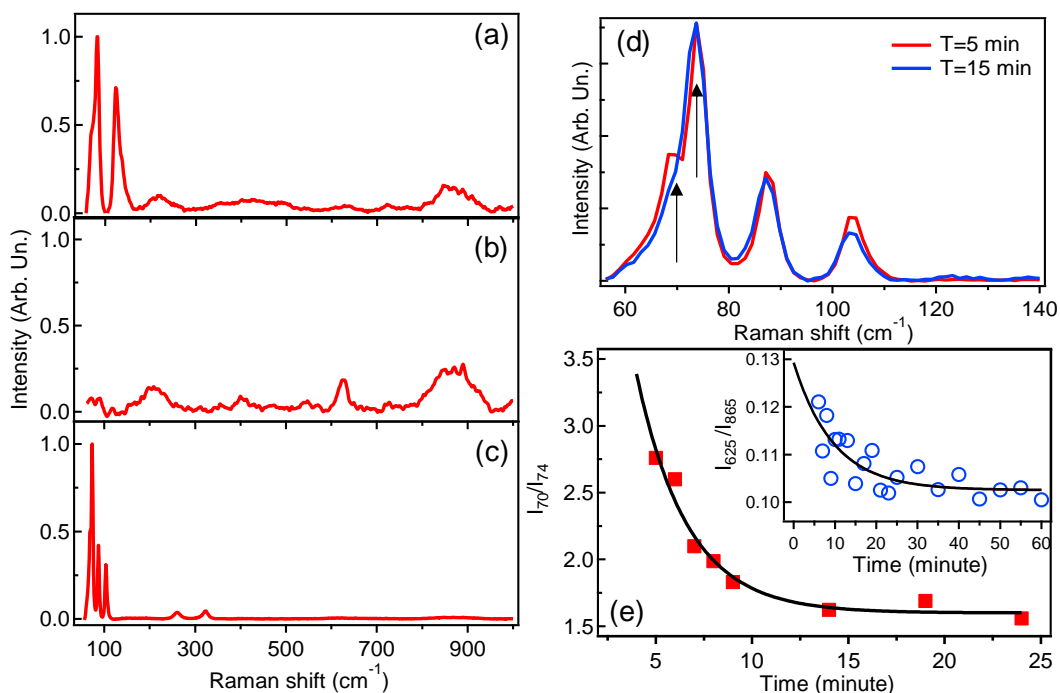 (a)
1.0
0.5
0.0
(b)
1.0
0.5
0.0
(c)
1.0
0.5
0.0
Intensity (Arb. Un.)
100 300 500 700 900
Raman shift (cm⁻¹)
(d)
T=5 min
T=15 min
Intensity (Arb. Un.)
60 80 100 120 140
Raman shift (cm⁻¹)
3.5
3.0
2.5
2.0
1.5
I₇₀/I₇₄
(e)
5 10 15 20 25
Time (minute)
0.13
0.12
0.11
0.10
I₆₂₅/I₈₆₅
0 10 20 30 40 50 60
Time (minute)